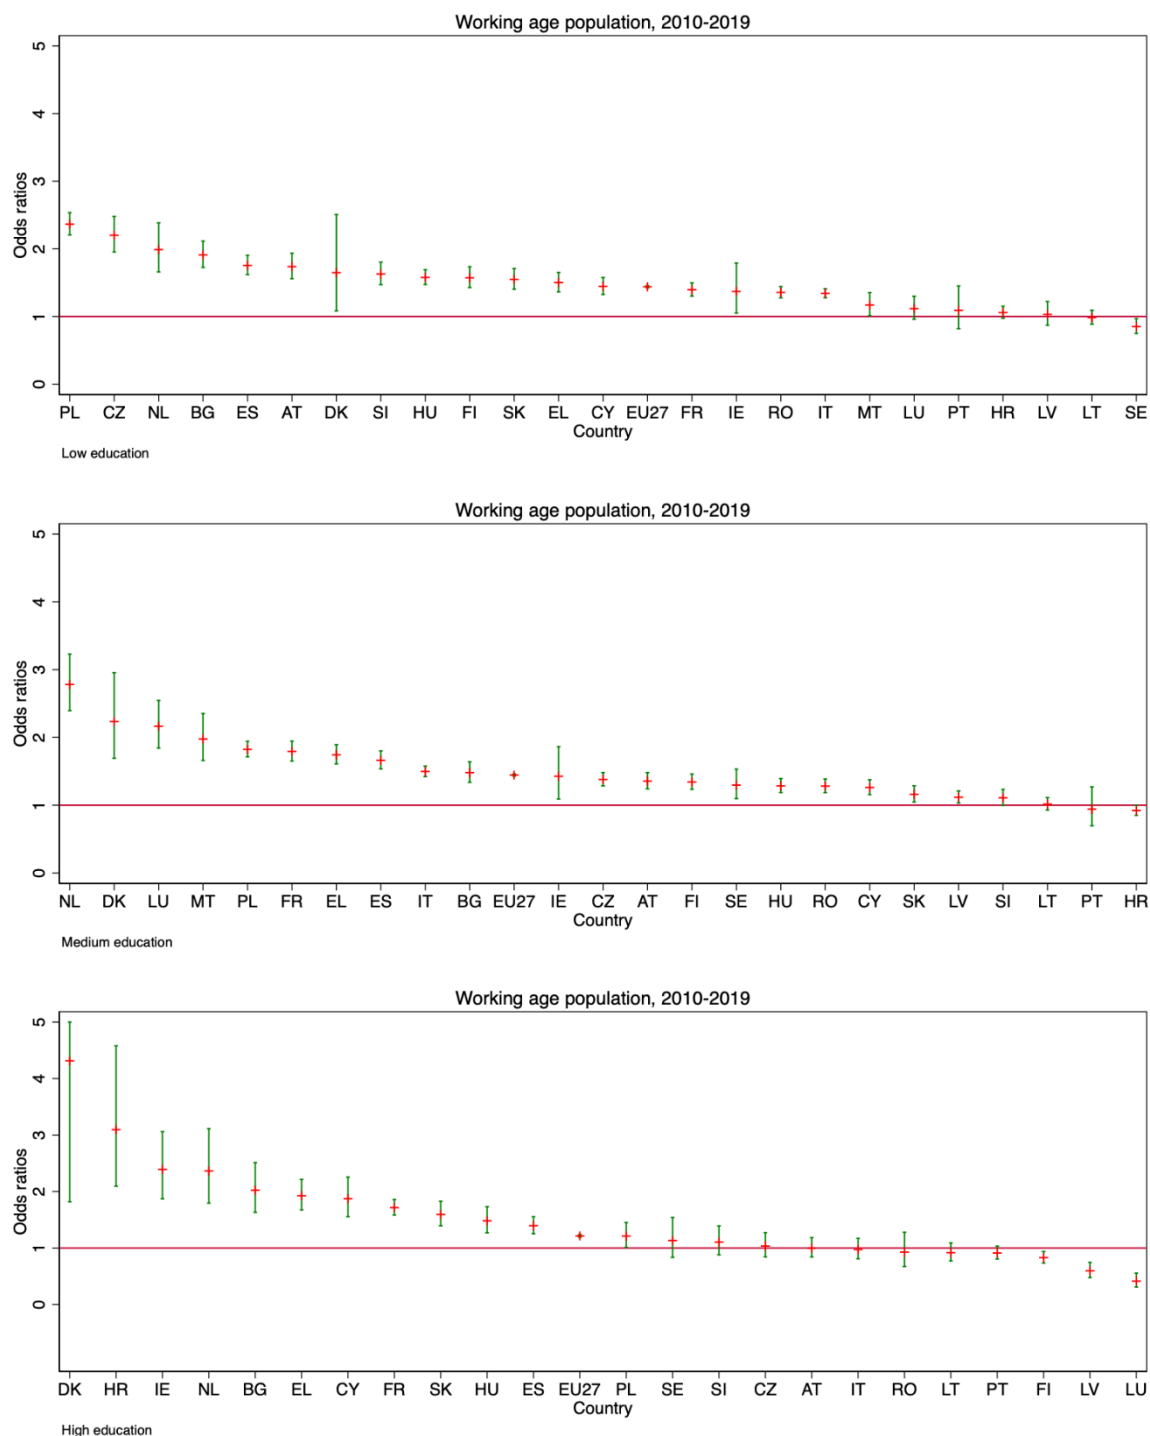 Working age population, 2010-2019
Odds ratios
5
4
3
2
1
0
PL CZ NL BG ES AT DK SI HU FI SK EL CY EU27 FR IE RO IT MT LU PT HR LV LT SE
Country
Low education
Working age population, 2010-2019
Odds ratios
5
4
3
2
1
0
NL DK LU MT PL FR EL ES IT BG EU27 IE CZ AT FI SE HU RO CY SK LV SI LT PT HR
Country
Medium education
Working age population, 2010-2019
Odds ratios
5
4
3
2
1
0
DK HR IE NL BG EL CY FR SK HU ES EU27 PL SE SI CZ AT IT RO LT PT FI LV LU
Country
High education